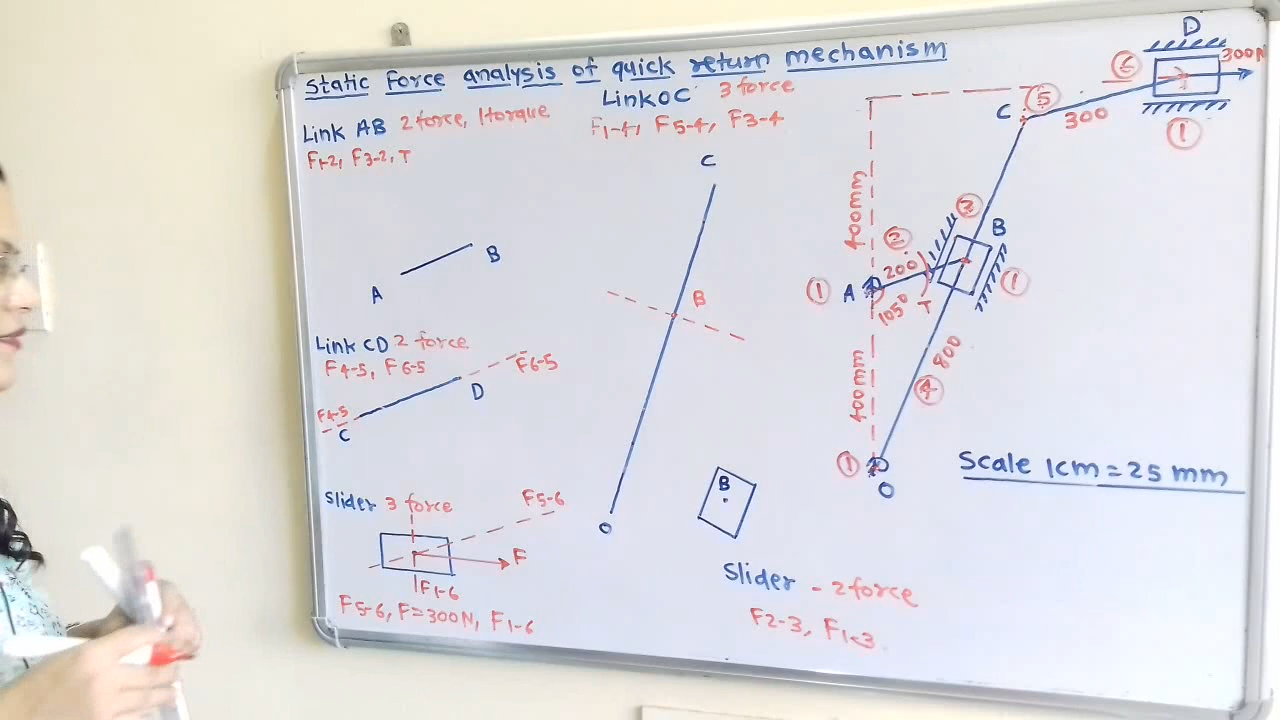 Static Force analysis of quick return mechanism
Link AB 2 force, 1 torque
F1-2, F3-2, T
A
B
Link CD 2 force
F4-5, F6-5
F6-5
D
F4-5
C
Slider 3 force
F5-6
F
F1-6
F5-6, F=300N, F1-6
Link OC 3 force
F1-4, F5-4, F3-4
C
B
O
B
Slider - 2 force
F2-3, F1-3
D
300N
6
5
C
300
1
400mm
3
B
2
200
1
A
105°
T
1
400mm
800
4
1
O
Scale 1cm = 25 mm